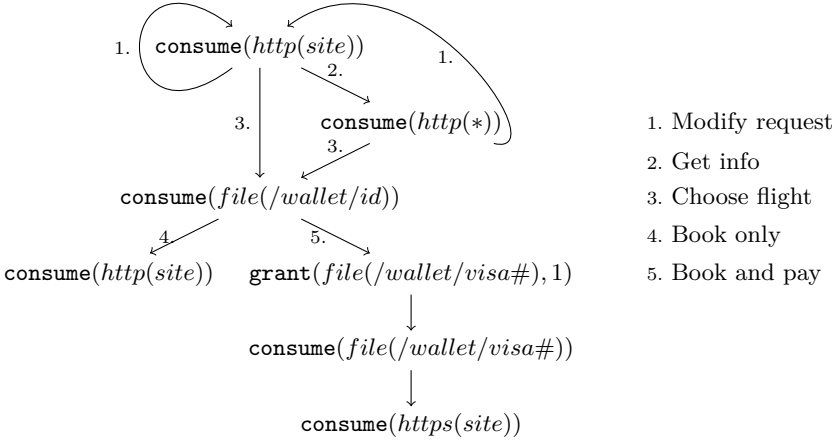 1. consume(http(site))
1.
2.
3.
consume(http(*))
1. Modify request
3.
2. Get info
consume(file(/wallet/id))
3. Choose flight
4.
5.
4. Book only
consume(http(site))
grant(file(/wallet/visa#), 1)
5. Book and pay
consume(file(/wallet/visa#))
consume(https(site))